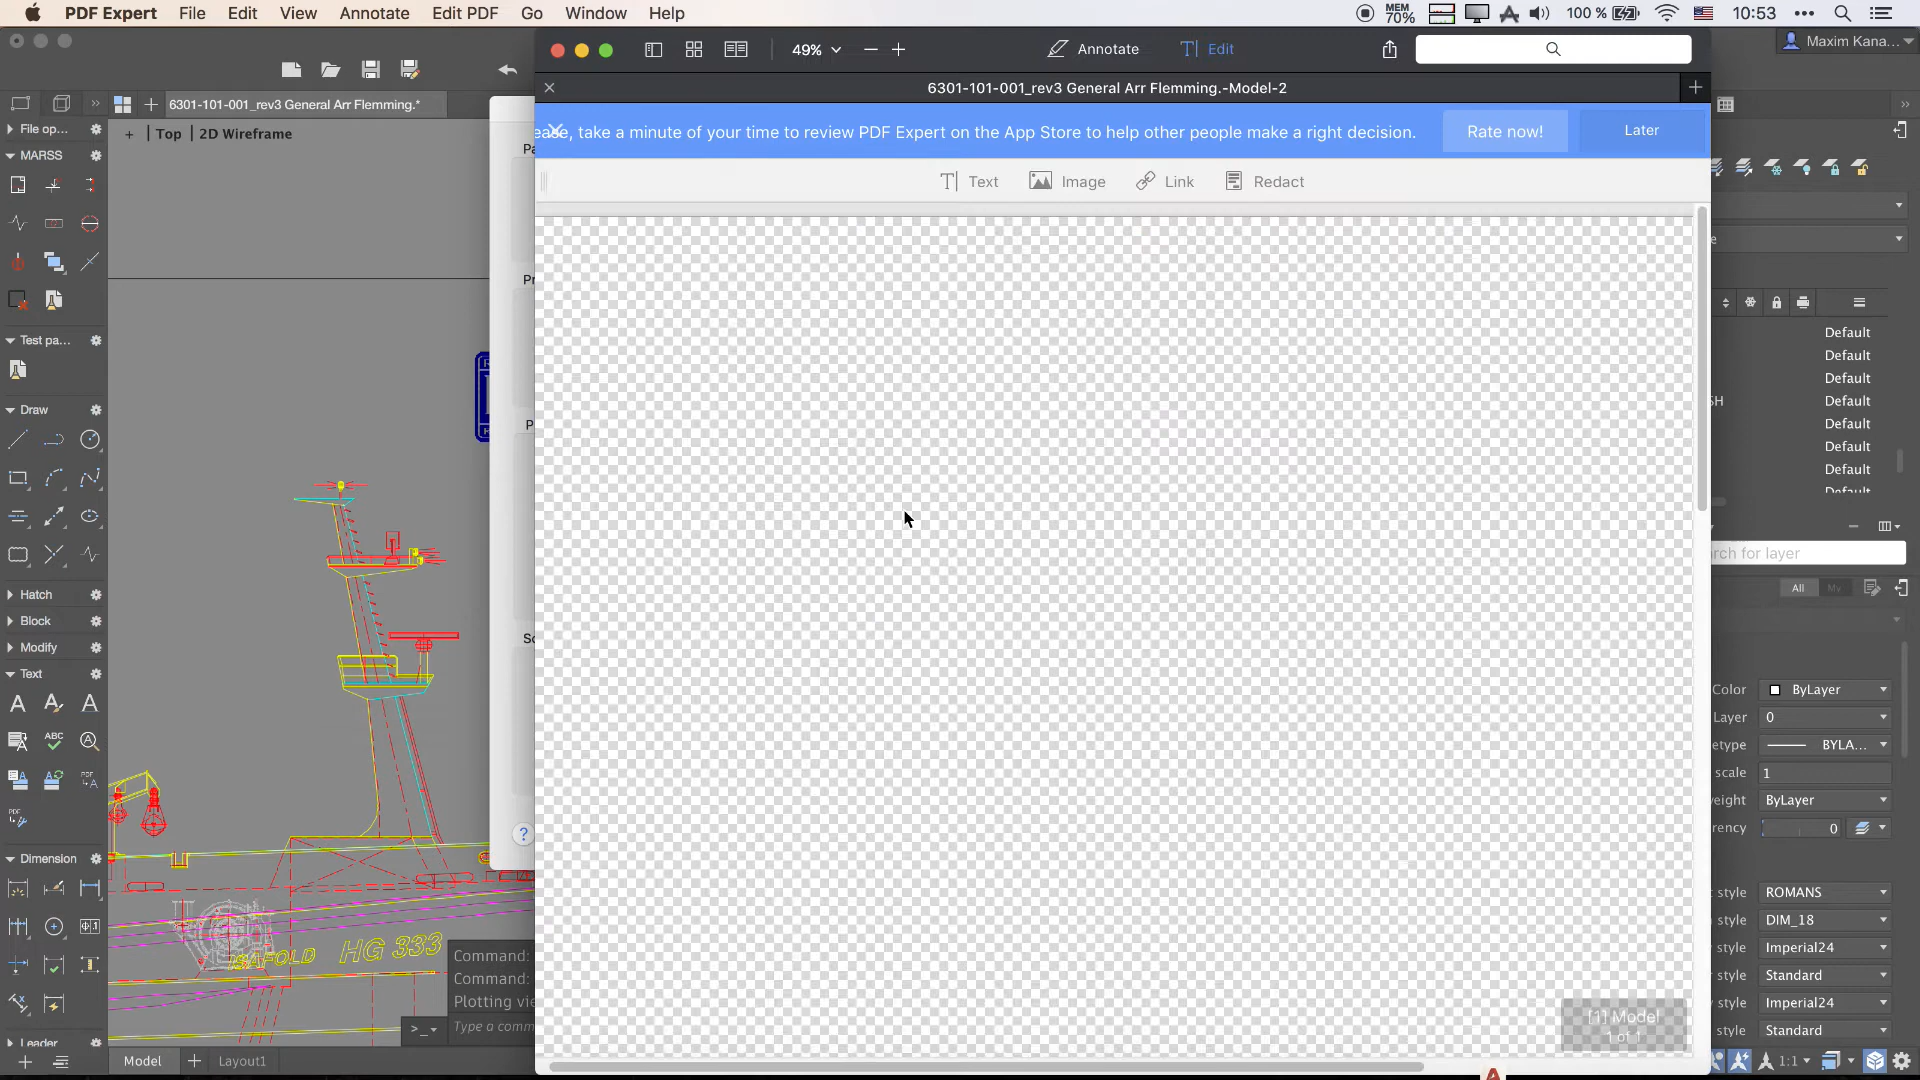 PDF Expert File Edit View Annotate Edit PDF Go Window Help
MEM 70% 100 % 10:53
49% Annotate Edit
Maxim Kana...
6301-101-001_rev3 General Arr Flemming.*
6301-101-001_rev3 General Arr Flemming.-Model-2
File op...
Top 2D Wireframe
ease, take a minute of your time to review PDF Expert on the App Store to help other people make a right decision.
Rate now!
Later
MARSS
Text Image Link Redact
Test pa...
Draw
Default
Default
Default
SH Default
Default
Default
Default
Default
rch for layer
All My
Hatch
Block
Modify
Text
Color ByLayer
Layer 0
etype BYLA...
scale 1
eight ByLayer
rency 0
Dimension
style ROMANS
style DIM_18
style Imperial24
style Standard
style Imperial24
style Standard
ISAFOLD HG 333
Command:
Command:
Plotting vie
Type a comm
[1] Model
1 of 1
Leader
Model Layout1
1:1